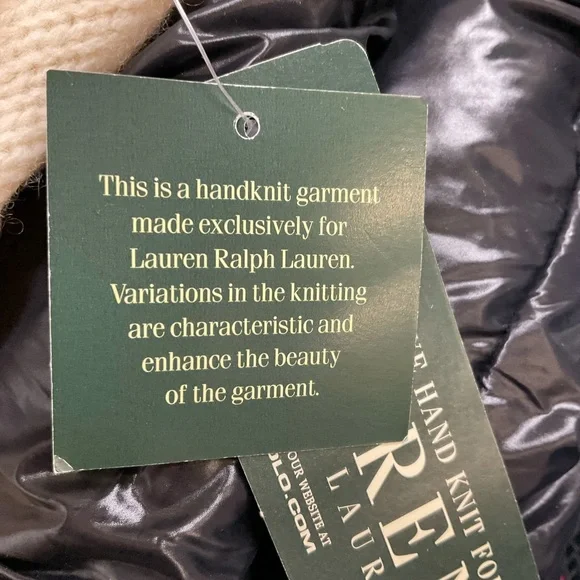 This is a handknit garment
made exclusively for
Lauren Ralph Lauren.
Variations in the knitting
are characteristic and
enhance the beauty
of the garment.
HAND KNIT FO
RE
LAUR
OUR WEBSITE AT
OLO.COM